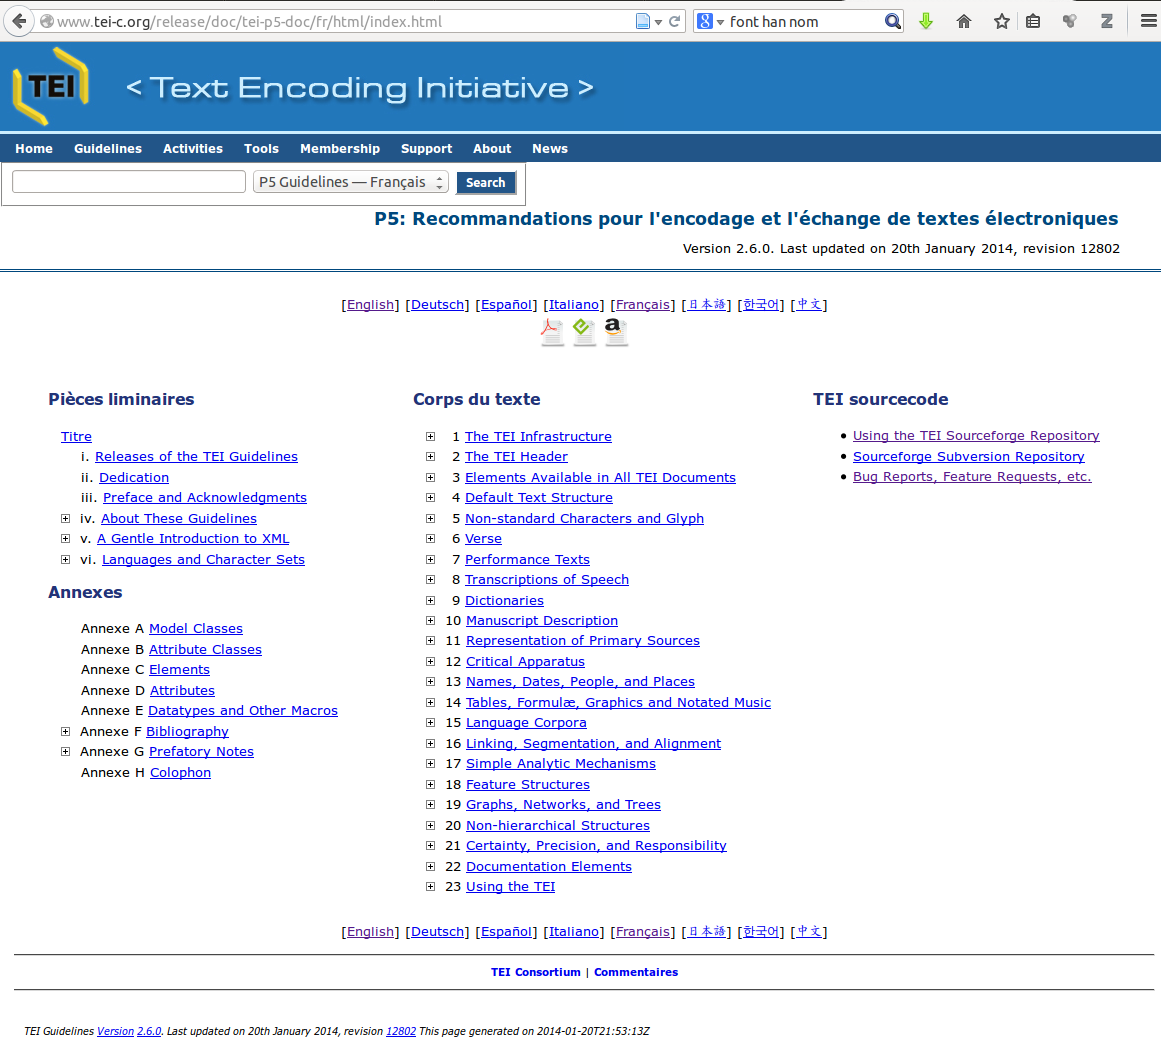 www.tei-c.org/release/doc/tei-p5-doc/fr/html/index.html
font han nom
TEI
< Text Encoding Initiative >
Home Guidelines Activities Tools Membership Support About News
P5 Guidelines — Français Search
P5: Recommandations pour l'encodage et l'échange de textes électroniques
Version 2.6.0. Last updated on 20th January 2014, revision 12802
[English] [Deutsch] [Español] [Italiano] [Français] [日本語] [한국어] [中文]
Pièces liminaires
Titre
i. Releases of the TEI Guidelines
ii. Dedication
iii. Preface and Acknowledgments
iv. About These Guidelines
v. A Gentle Introduction to XML
vi. Languages and Character Sets
Annexes
Annexe A Model Classes
Annexe B Attribute Classes
Annexe C Elements
Annexe D Attributes
Annexe E Datatypes and Other Macros
Annexe F Bibliography
Annexe G Prefatory Notes
Annexe H Colophon
Corps du texte
1 The TEI Infrastructure
2 The TEI Header
3 Elements Available in All TEI Documents
4 Default Text Structure
5 Non-standard Characters and Glyph
6 Verse
7 Performance Texts
8 Transcriptions of Speech
9 Dictionaries
10 Manuscript Description
11 Representation of Primary Sources
12 Critical Apparatus
13 Names, Dates, People, and Places
14 Tables, Formulæ, Graphics and Notated Music
15 Language Corpora
16 Linking, Segmentation, and Alignment
17 Simple Analytic Mechanisms
18 Feature Structures
19 Graphs, Networks, and Trees
20 Non-hierarchical Structures
21 Certainty, Precision, and Responsibility
22 Documentation Elements
23 Using the TEI
TEI sourcecode
• Using the TEI Sourceforge Repository
• Sourceforge Subversion Repository
• Bug Reports, Feature Requests, etc.
[English] [Deutsch] [Español] [Italiano] [Français] [日本語] [한국어] [中文]
TEI Consortium | Commentaires
TEI Guidelines Version 2.6.0. Last updated on 20th January 2014, revision 12802 This page generated on 2014-01-20T21:53:13Z